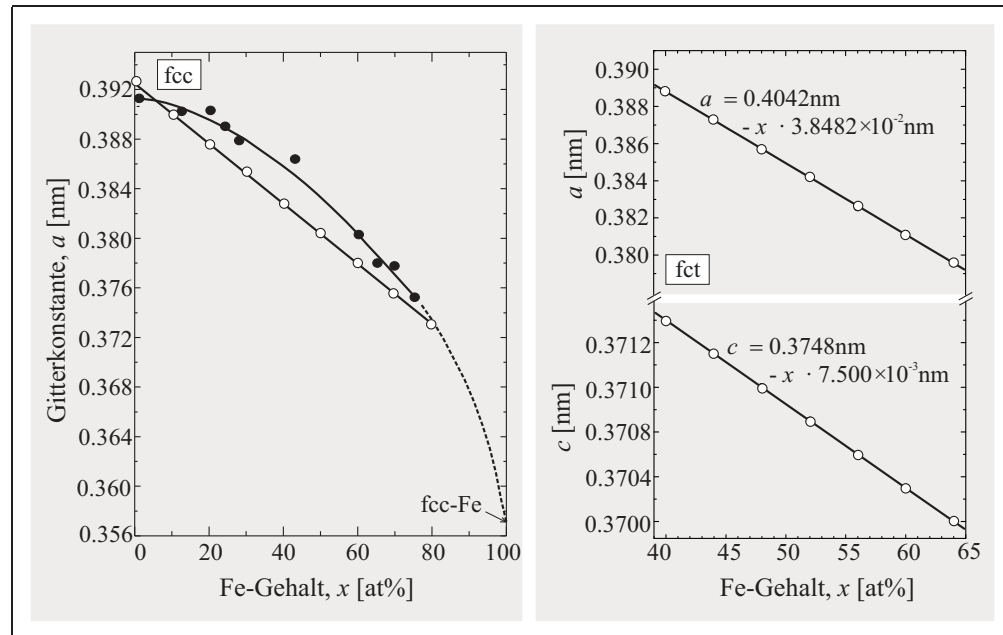 fcc
0.392
0.388
0.384
0.380
0.376
0.372
0.368
0.364
0.360
0.356
Gitterkonstante, a [nm]
fcc-Fe
0 20 40 60 80 100
Fe-Gehalt, x [at%]
0.390
0.388
0.386
0.384
0.382
0.380
a [nm]
a = 0.4042nm
- x · 3.8482×10⁻²nm
fct
0.3712
0.3710
0.3708
0.3704
0.3700
c [nm]
c = 0.3748nm
- x · 7.500×10⁻³nm
40 45 50 55 60 65
Fe-Gehalt, x [at%]